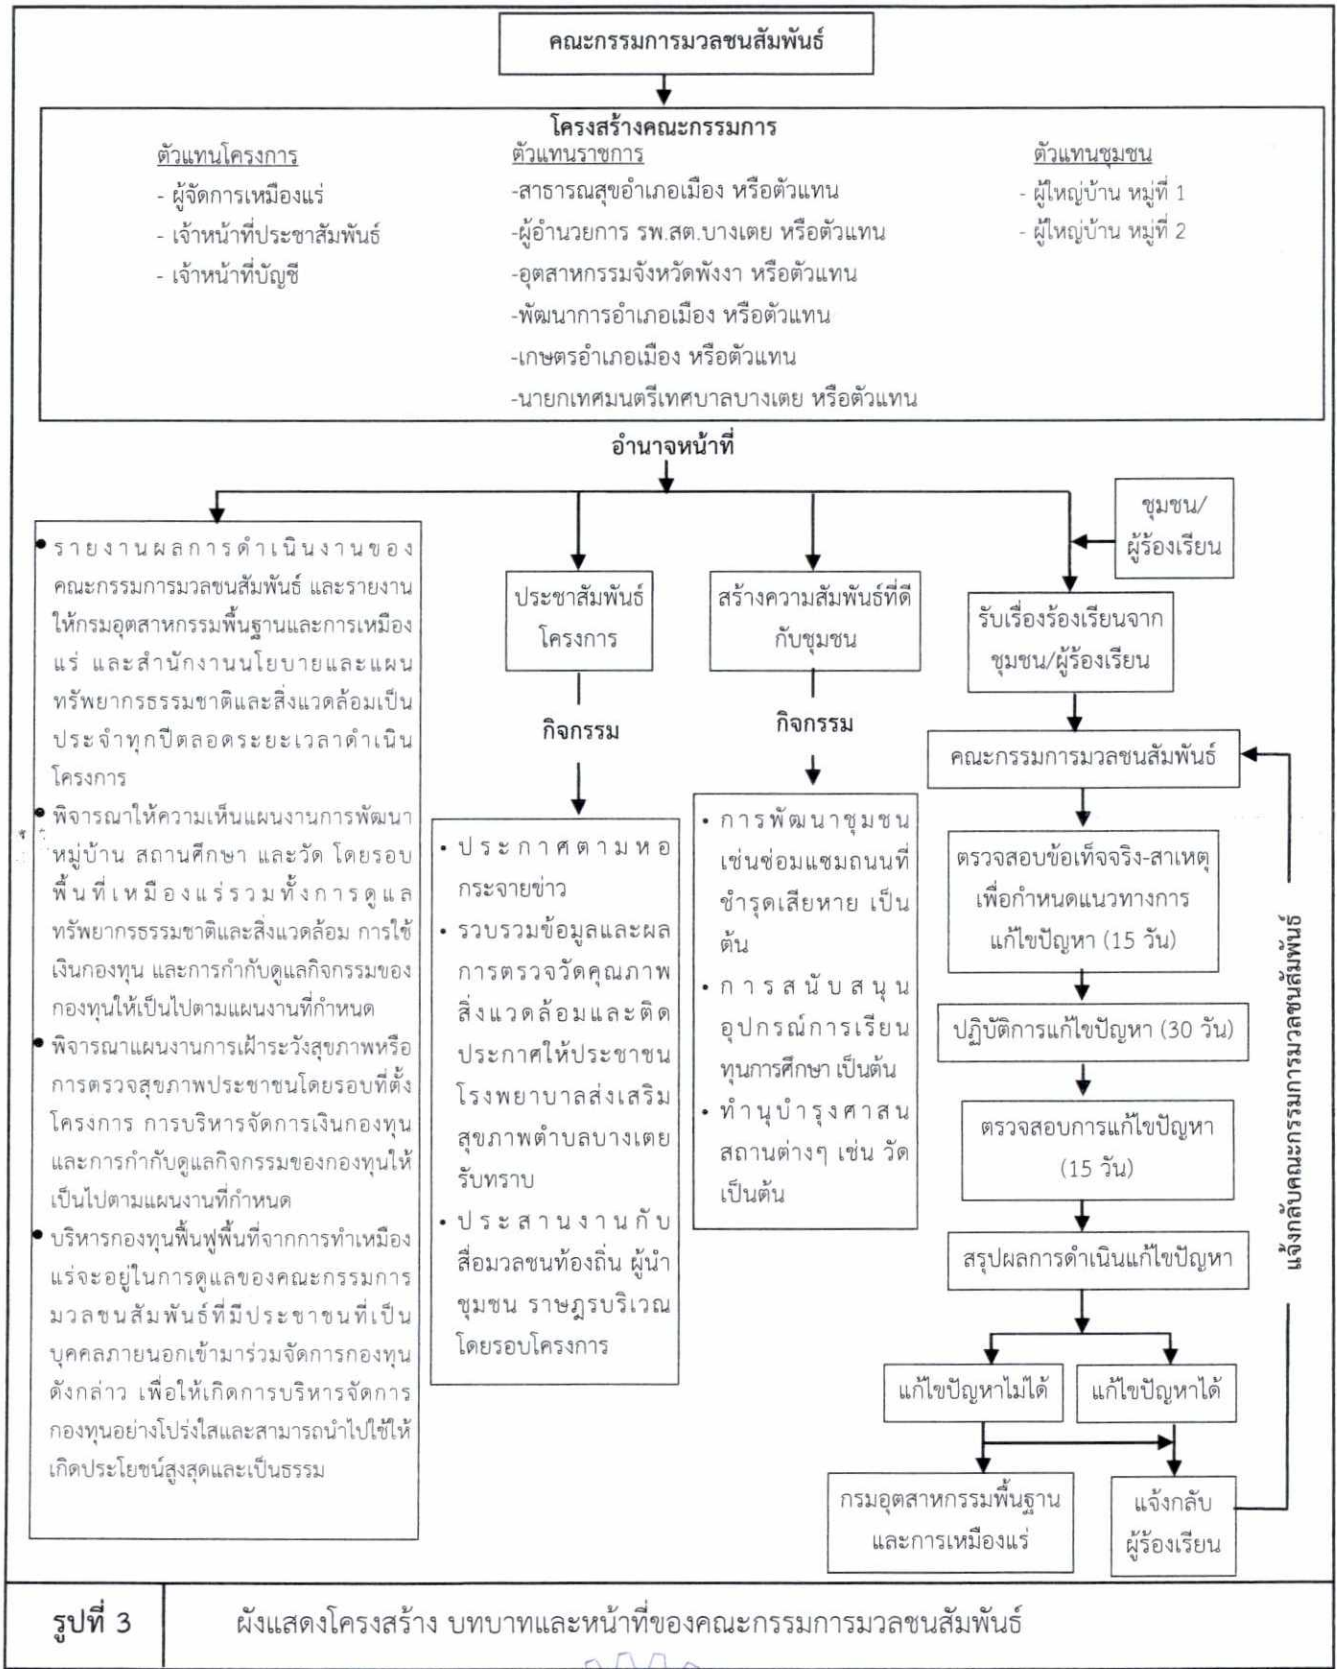 คณะกรรมการมวลชนสัมพันธ์
โครงสร้างคณะกรรมการ
ตัวแทนโครงการ
- ผู้จัดการเหมืองแร่
- เจ้าหน้าที่ประชาสัมพันธ์
- เจ้าหน้าที่บัญชี
ตัวแทนราชการ
-สาธารณสุขอำเภอเมือง หรือตัวแทน
-ผู้อำนวยการ รพ.สต.บางเตย หรือตัวแทน
-อุตสาหกรรมจังหวัดพังงา หรือตัวแทน
-พัฒนาการอำเภอเมือง หรือตัวแทน
-เกษตรอำเภอเมือง หรือตัวแทน
-นายกเทศมนตรีเทศบาลบางเตย หรือตัวแทน
ตัวแทนชุมชน
- ผู้ใหญ่บ้าน หมู่ที่ 1
- ผู้ใหญ่บ้าน หมู่ที่ 2
อำนาจหน้าที่
• รายงานผลการดำเนินงานของ
คณะกรรมการมวลชนสัมพันธ์ และรายงาน
ให้กรมอุตสาหกรรมพื้นฐานและการเหมือง
แร่ และสำนักงานนโยบายและแผน
ทรัพยากรธรรมชาติและสิ่งแวดล้อมเป็น
ประจำทุกปีตลอดระยะเวลาดำเนิน
โครงการ
• พิจารณาให้ความเห็นแผนงานการพัฒนา
หมู่บ้าน สถานศึกษา และวัด โดยรอบ
พื้นที่เหมืองแร่รวมทั้งการดูแล
ทรัพยากรธรรมชาติและสิ่งแวดล้อม การใช้
เงินกองทุน และการกำกับดูแลกิจกรรมของ
กองทุนให้เป็นไปตามแผนงานที่กำหนด
• พิจารณาแผนงานการเฝ้าระวังสุขภาพหรือ
การตรวจสุขภาพประชาชนโดยรอบที่ตั้ง
โครงการ การบริหารจัดการเงินกองทุน
และการกำกับดูแลกิจกรรมของกองทุนให้
เป็นไปตามแผนงานที่กำหนด
• บริหารกองทุนฟื้นฟูพื้นที่จากการทำเหมือง
แร่จะอยู่ในการดูแลของคณะกรรมการ
มวลชนสัมพันธ์ที่มีประชาชนที่เป็น
บุคคลภายนอกเข้ามาร่วมจัดการกองทุน
ดังกล่าว เพื่อให้เกิดการบริหารจัดการ
กองทุนอย่างโปร่งใสและสามารถนำไปใช้ให้
เกิดประโยชน์สูงสุดและเป็นธรรม
ประชาสัมพันธ์
โครงการ
กิจกรรม
• ประกาศตามหอ
กระจายข่าว
• รวบรวมข้อมูลและผล
การตรวจวัดคุณภาพ
สิ่งแวดล้อมและติด
ประกาศให้ประชาชน
โรงพยาบาลส่งเสริม
สุขภาพตำบลบางเตย
รับทราบ
• ประสานงานกับ
สื่อมวลชนท้องถิ่น ผู้นำ
ชุมชน ราษฎรบริเวณ
โดยรอบโครงการ
สร้างความสัมพันธ์ที่ดี
กับชุมชน
กิจกรรม
• การพัฒนาชุมชน
เช่นซ่อมแซมถนนที่
ชำรุดเสียหาย เป็น
ต้น
• การสนับสนุน
อุปกรณ์การเรียน
ทุนการศึกษา เป็นต้น
• ทำนุบำรุงศาสน
สถานต่างๆ เช่น วัด
เป็นต้น
ชุมชน/
ผู้ร้องเรียน
รับเรื่องร้องเรียนจาก
ชุมชน/ผู้ร้องเรียน
คณะกรรมการมวลชนสัมพันธ์
ตรวจสอบข้อเท็จจริง-สาเหตุ
เพื่อกำหนดแนวทางการ
แก้ไขปัญหา (15 วัน)
ปฏิบัติการแก้ไขปัญหา (30 วัน)
ตรวจสอบการแก้ไขปัญหา
(15 วัน)
สรุปผลการดำเนินแก้ไขปัญหา
แก้ไขปัญหาไม่ได้
แก้ไขปัญหาได้
กรมอุตสาหกรรมพื้นฐาน
และการเหมืองแร่
แจ้งกลับ
ผู้ร้องเรียน
แจ้งกลับคณะกรรมการมวลชนสัมพันธ์
รูปที่ 3
ผังแสดงโครงสร้าง บทบาทและหน้าที่ของคณะกรรมการมวลชนสัมพันธ์